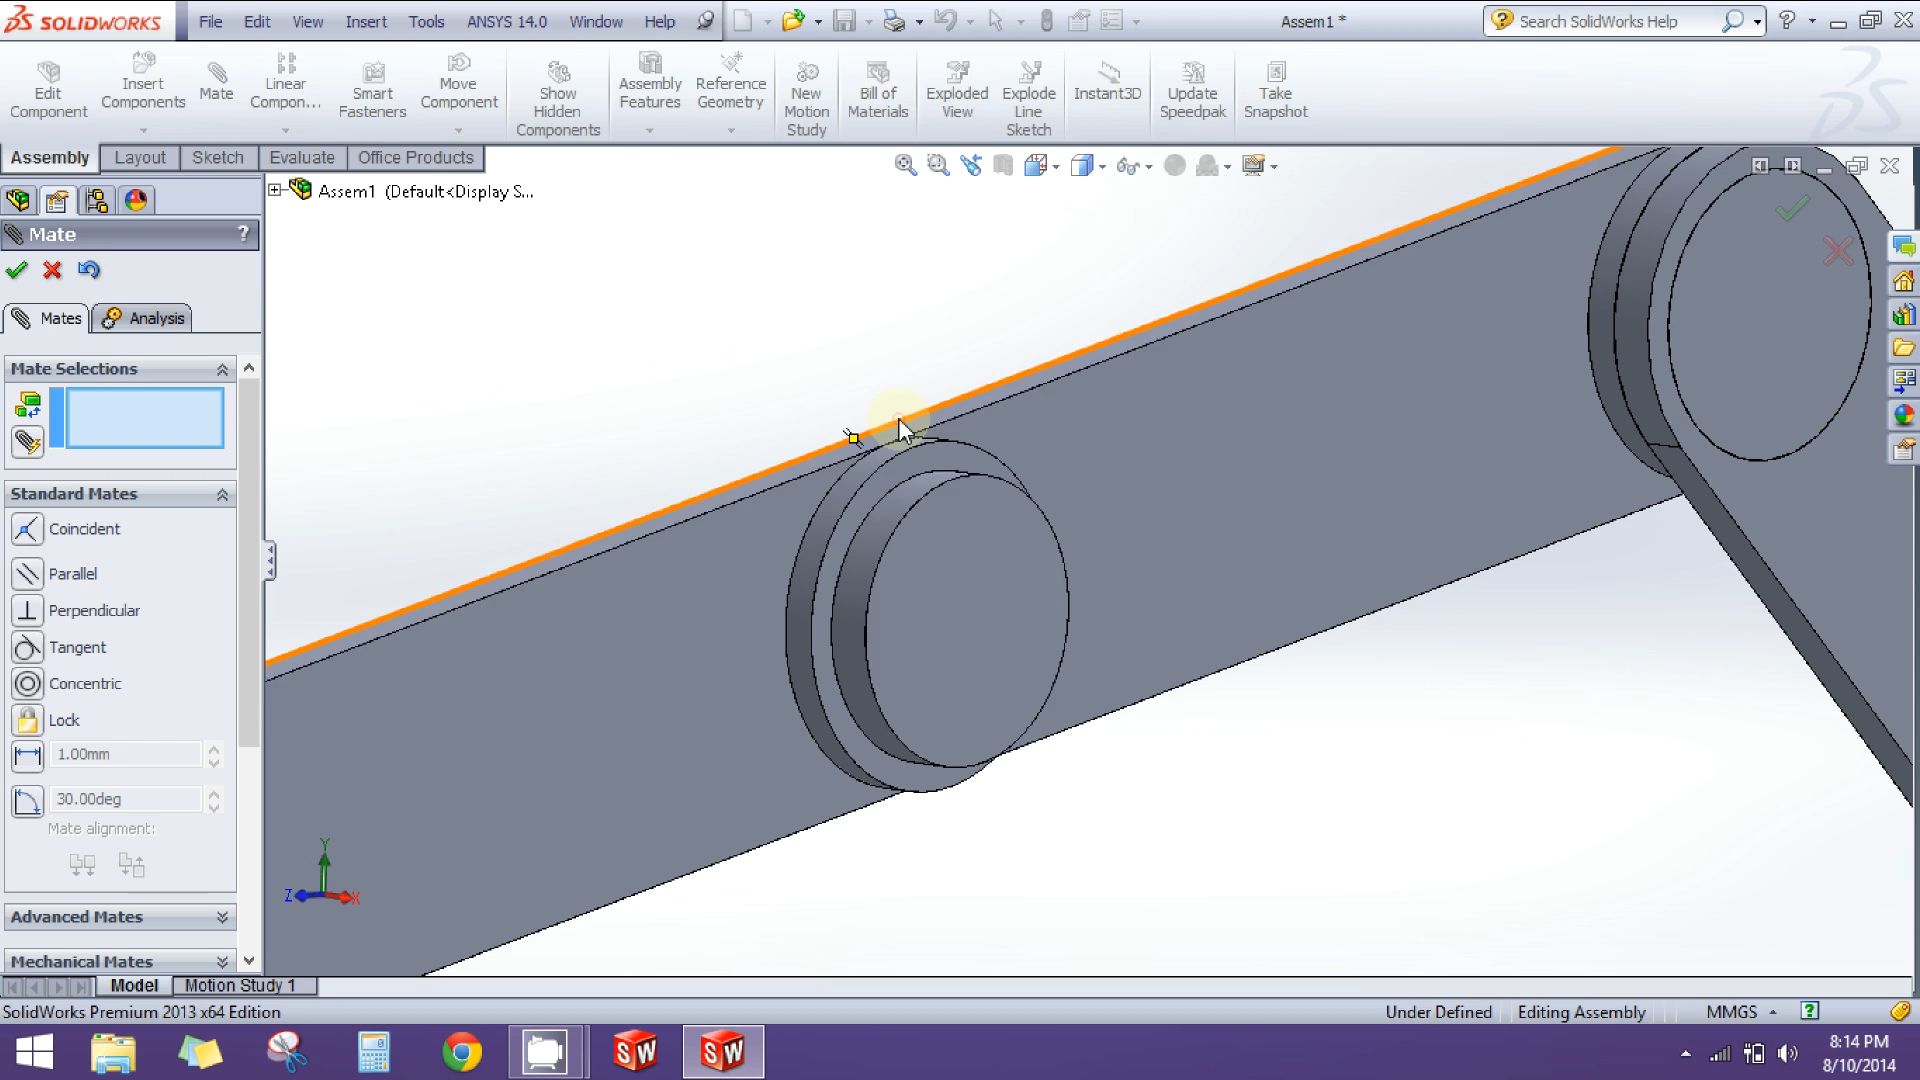 SOLIDWORKS File Edit View Insert Tools ANSYS 14.0 Window Help Assem1 * Search SolidWorks Help
Edit Component
Insert Components
Mate
Linear Compon...
Smart Fasteners
Move Component
Show Hidden Components
Assembly Features
Reference Geometry
New Motion Study
Bill of Materials
Exploded View
Explode Line Sketch
Instant3D
Update Speedpak
Take Snapshot
Assembly Layout Sketch Evaluate Office Products
Assem1 (Default<Display S...
Mate ?
Mates Analysis
Mate Selections
Standard Mates
Coincident
Parallel
Perpendicular
Tangent
Concentric
Lock
1.00mm
30.00deg
Mate alignment:
Advanced Mates
Mechanical Mates
Y
Z X
Model Motion Study 1
SolidWorks Premium 2013 x64 Edition Under Defined Editing Assembly MMGS
SW SW
8:14 PM
8/10/2014